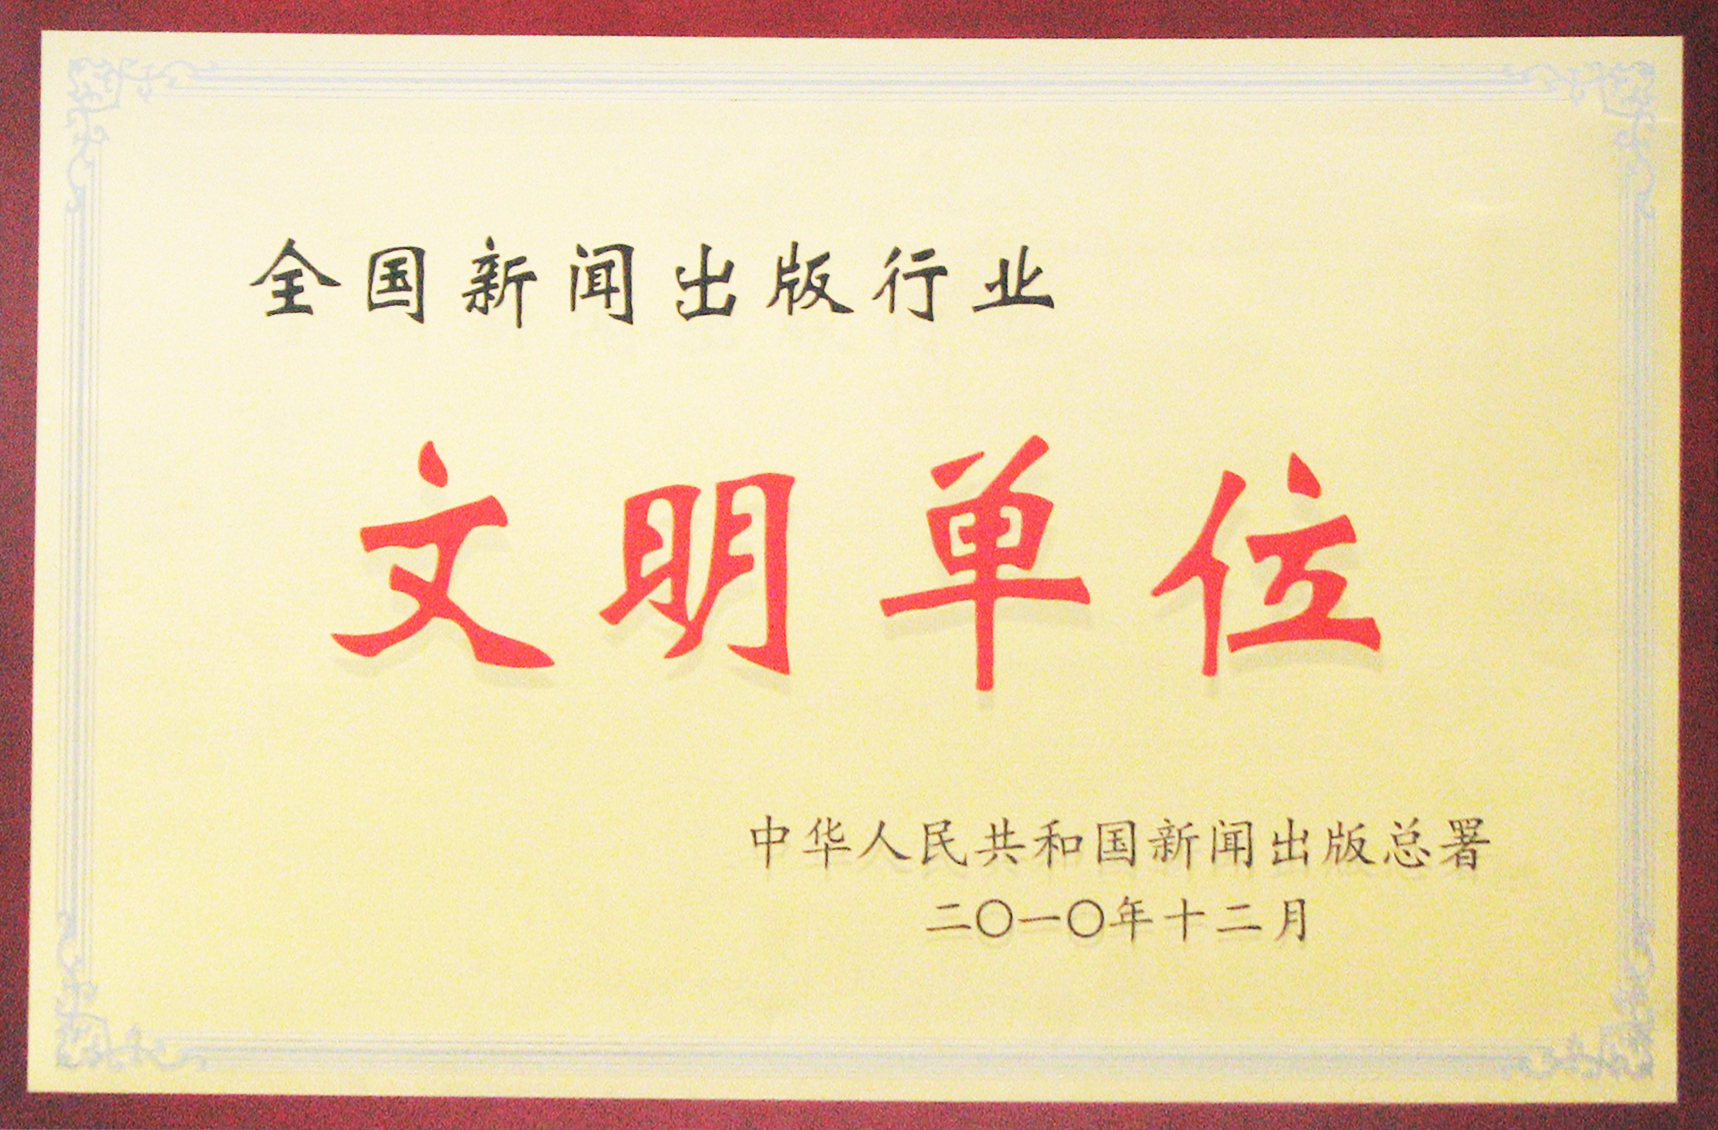 全国新闻出版行业
文明单位
中华人民共和国新闻出版总署
二〇一〇年十二月